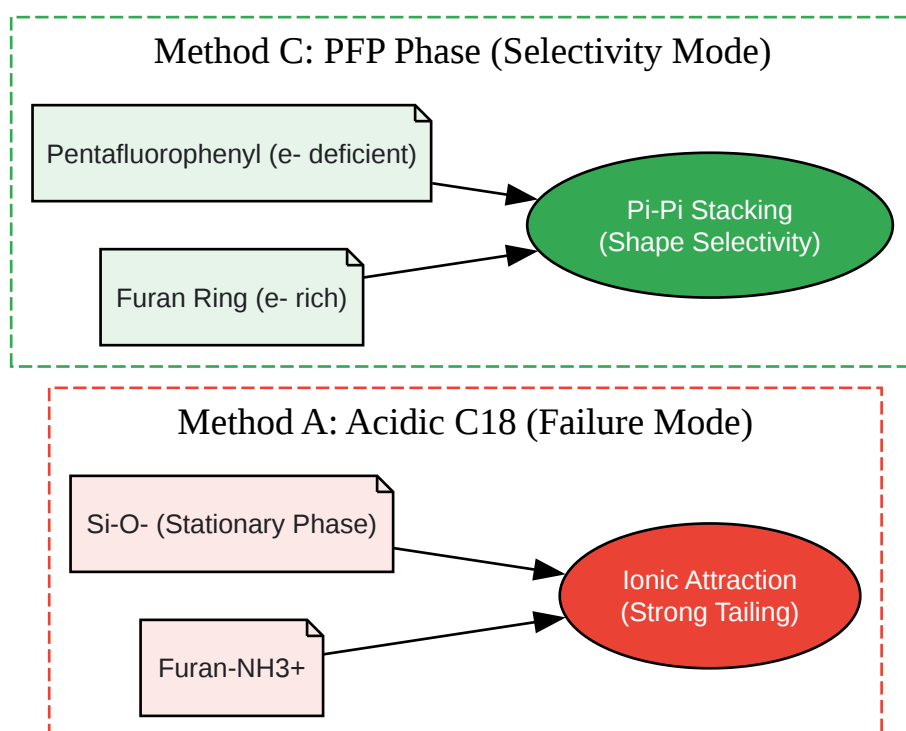 Method C: PFP Phase (Selectivity Mode)
Pentafluorophenyl (e- deficient)
Pi-Pi Stacking
(Shape Selectivity)
Furan Ring (e- rich)
Method A: Acidic C18 (Failure Mode)
Si-O- (Stationary Phase)
Ionic Attraction
(Strong Tailing)
Furan-NH3+